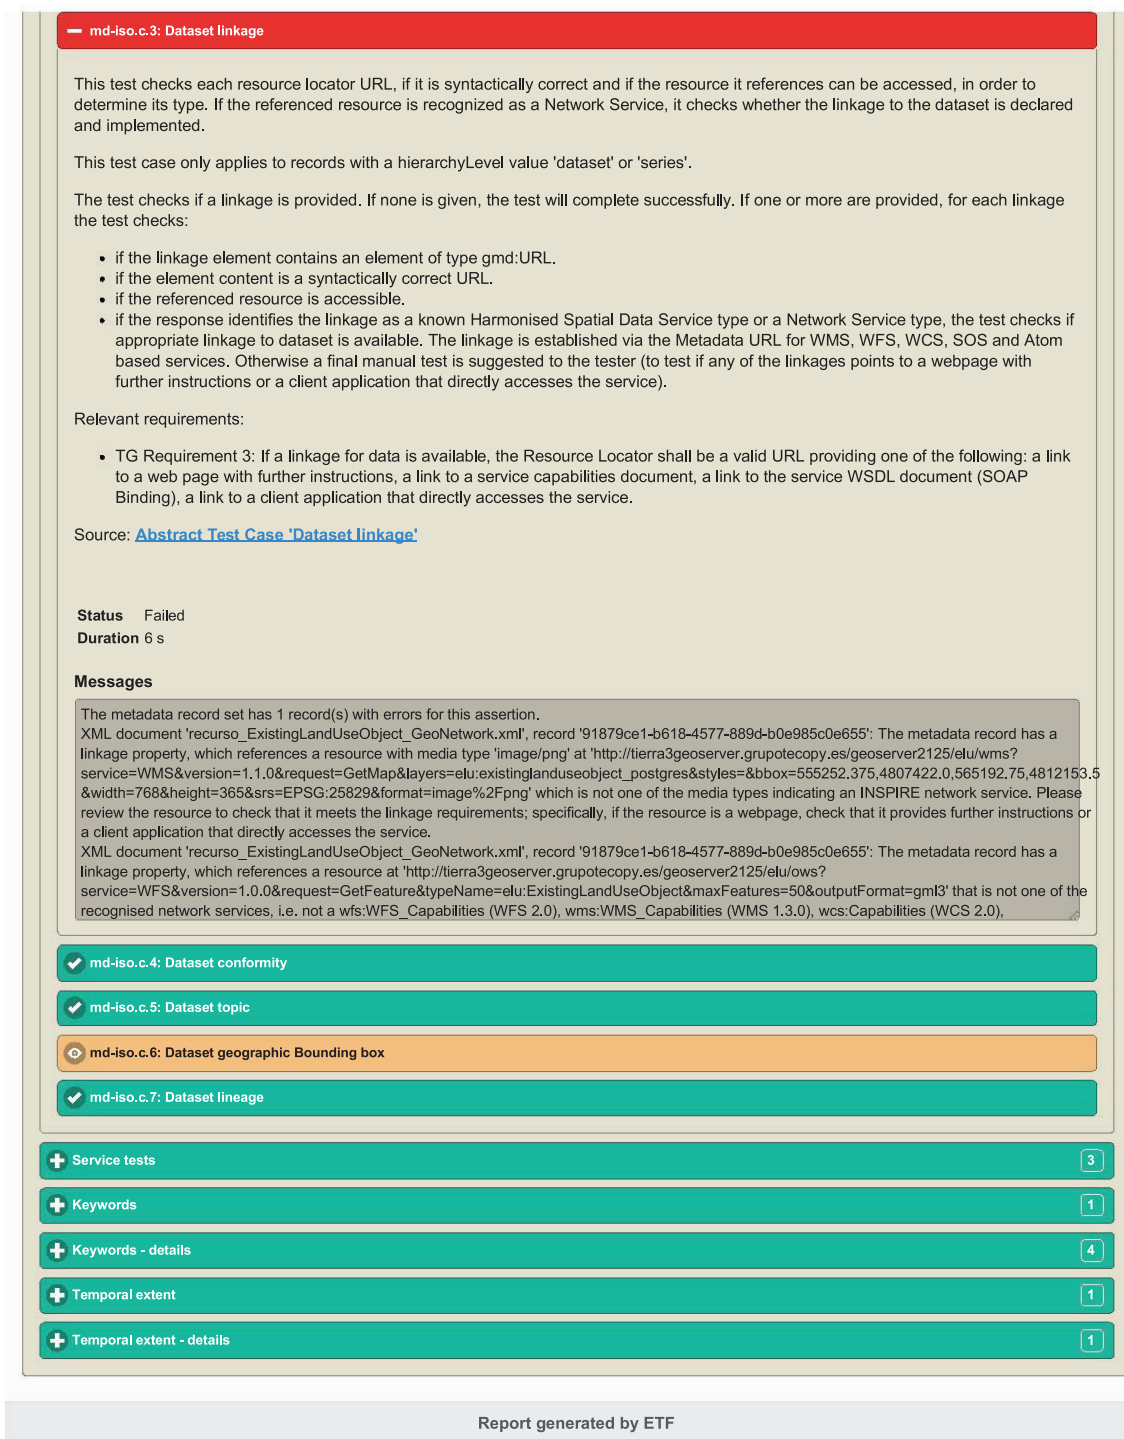 md-iso.c.3: Dataset linkage
This test checks each resource locator URL, if it is syntactically correct and if the resource it references can be accessed, in order to
determine its type. If the referenced resource is recognized as a Network Service, it checks whether the linkage to the dataset is declared
and implemented.
This test case only applies to records with a hierarchyLevel value 'dataset' or 'series'.
The test checks if a linkage is provided. If none is given, the test will complete successfully. If one or more are provided, for each linkage
the test checks:
• if the linkage element contains an element of type gmd:URL.
• if the element content is a syntactically correct URL.
• if the referenced resource is accessible.
• if the response identifies the linkage as a known Harmonised Spatial Data Service type or a Network Service type, the test checks if
appropriate linkage to dataset is available. The linkage is established via the Metadata URL for WMS, WFS, WCS, SOS and Atom
based services. Otherwise a final manual test is suggested to the tester (to test if any of the linkages points to a webpage with
further instructions or a client application that directly accesses the service).
Relevant requirements:
• TG Requirement 3: If a linkage for data is available, the Resource Locator shall be a valid URL providing one of the following: a link
to a web page with further instructions, a link to a service capabilities document, a link to the service WSDL document (SOAP
Binding), a link to a client application that directly accesses the service.
Source: Abstract Test Case 'Dataset linkage'
Status Failed
Duration 6 s
Messages
The metadata record set has 1 record(s) with errors for this assertion.
XML document 'recurso_ExistingLandUseObject_GeoNetwork.xml', record '91879ce1-b618-4577-889d-b0e985c0e655': The metadata record has a
linkage property, which references a resource with media type 'image/png' at 'http://tierra3geoserver.grupotecopy.es/geoserver2125/elu/wms?
service=WMS&version=1.1.0&request=GetMap&layers=elu:existinglanduseobject_postgres&styles=&bbox=555252.375,4807422.0,565192.75,4812153.5
&width=768&height=365&srs=EPSG:25829&format=image%2Fpng' which is not one of the media types indicating an INSPIRE network service. Please
review the resource to check that it meets the linkage requirements; specifically, if the resource is a webpage, check that it provides further instructions or
a client application that directly accesses the service.
XML document 'recurso_ExistingLandUseObject_GeoNetwork.xml', record '91879ce1-b618-4577-889d-b0e985c0e655': The metadata record has a
linkage property, which references a resource at 'http://tierra3geoserver.grupotecopy.es/geoserver2125/elu/ows?
service=WFS&version=1.0.0&request=GetFeature&typeName=elu:ExistingLandUseObject&maxFeatures=50&outputFormat=gml3' that is not one of the
recognised network services, i.e. not a wfs:WFS_Capabilities (WFS 2.0), wms:WMS_Capabilities (WMS 1.3.0), wcs:Capabilities (WCS 2.0),
md-iso.c.4: Dataset conformity
md-iso.c.5: Dataset topic
md-iso.c.6: Dataset geographic Bounding box
md-iso.c.7: Dataset lineage
Service tests 3
Keywords 1
Keywords - details 4
Temporal extent 1
Temporal extent - details 1
Report generated by ETF